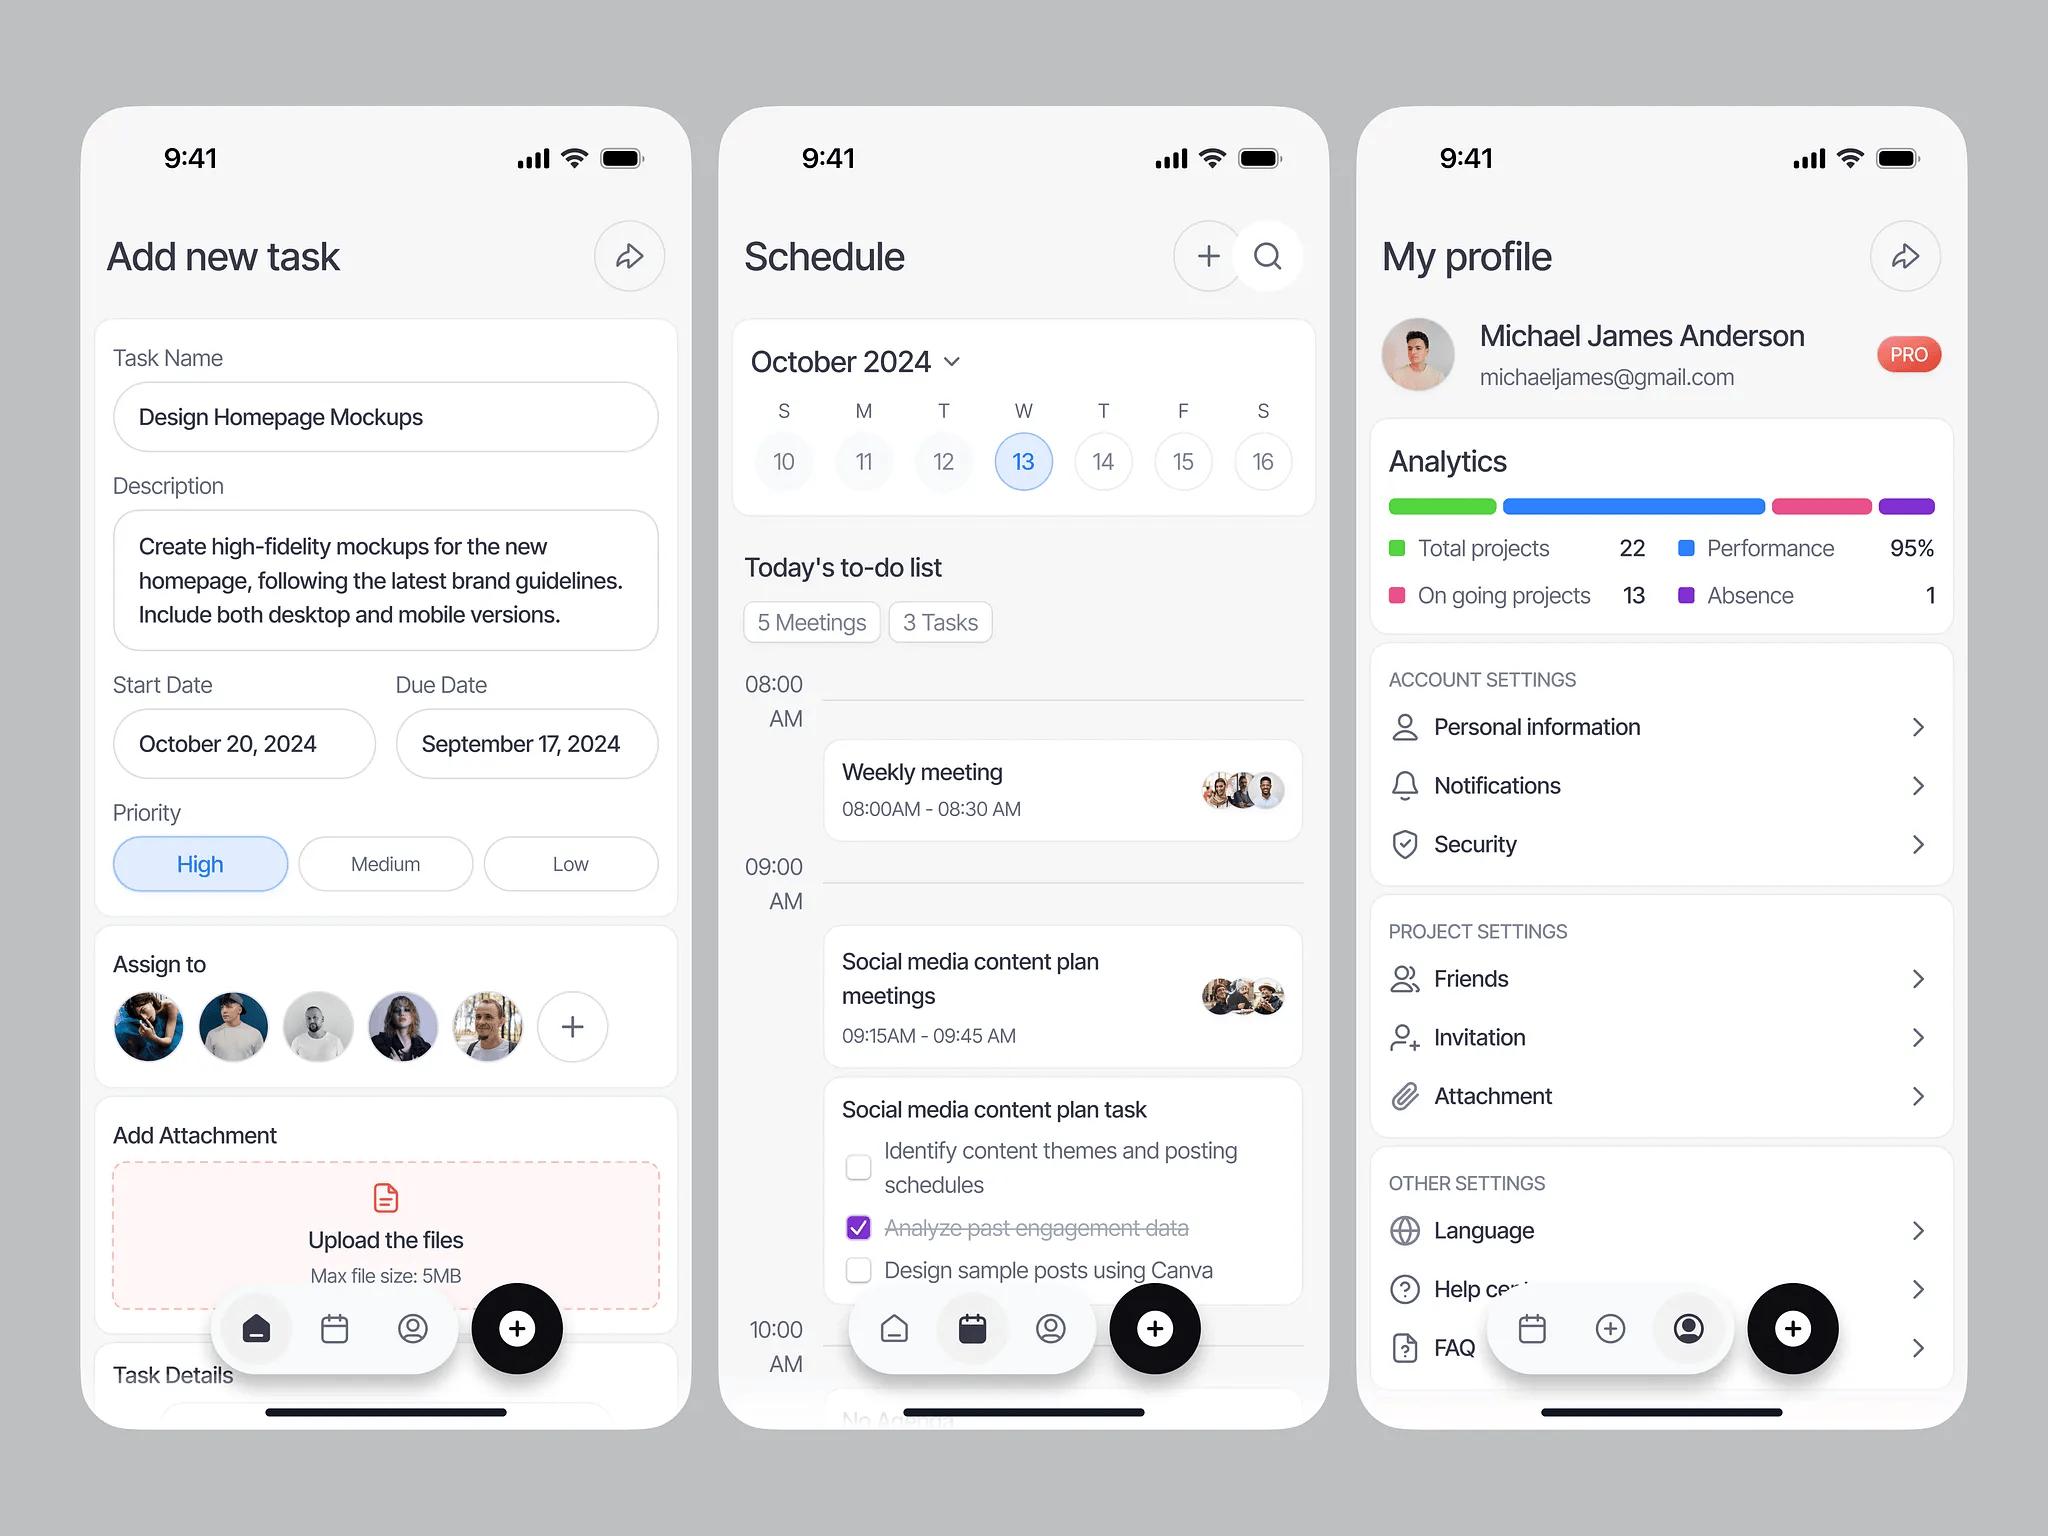 9:41
Add new task
Task Name
Design Homepage Mockups
Description
Create high-fidelity mockups for the new
homepage, following the latest brand guidelines.
Include both desktop and mobile versions.
Start Date
Due Date
October 20, 2024
September 17, 2024
Priority
High
Medium
Low
Assign to
Add Attachment
Upload the files
Max file size: 5MB
Task Details
9:41
Schedule
October 2024
S M T W T F S
10 11 12 13 14 15 16
Today's to-do list
5 Meetings
3 Tasks
08:00
AM
Weekly meeting
08:00AM - 08:30 AM
09:00
AM
Social media content plan
meetings
09:15AM - 09:45 AM
Social media content plan task
Identify content themes and posting
schedules
Analyze past engagement data
Design sample posts using Canva
10:00
AM
No Agenda
9:41
My profile
Michael James Anderson
michaeljames@gmail.com
PRO
Analytics
Total projects 22
Performance 95%
On going projects 13
Absence 1
ACCOUNT SETTINGS
Personal information
Notifications
Security
PROJECT SETTINGS
Friends
Invitation
Attachment
OTHER SETTINGS
Language
Help
FAQ